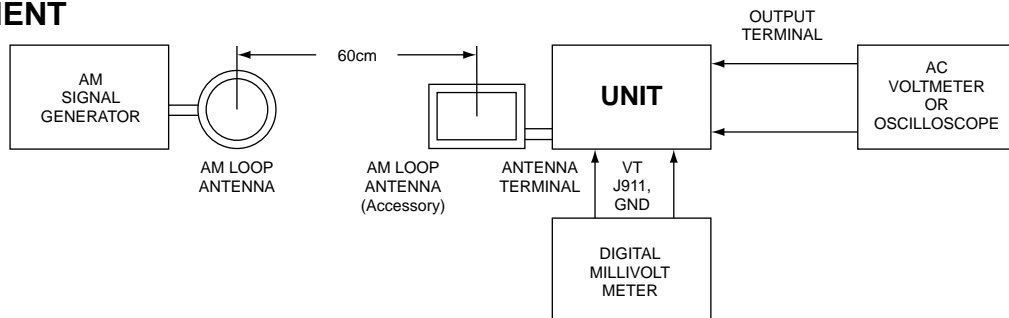 MENT
AM
SIGNAL
GENERATOR
AM LOOP
ANTENNA
60cm
AM LOOP
ANTENNA
(Accessory)
ANTENNA
TERMINAL
UNIT
VT
J911,
GND
DIGITAL
MILLIVOLT
METER
OUTPUT
TERMINAL
AC
VOLTMETER
OR
OSCILLOSCOPE